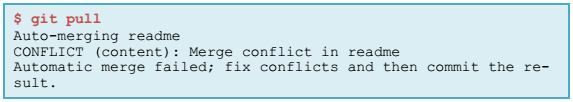 $ git pull
Auto-merging readme
CONFLICT (content): Merge conflict in readme
Automatic merge failed; fix conflicts and then commit the re-
sult.